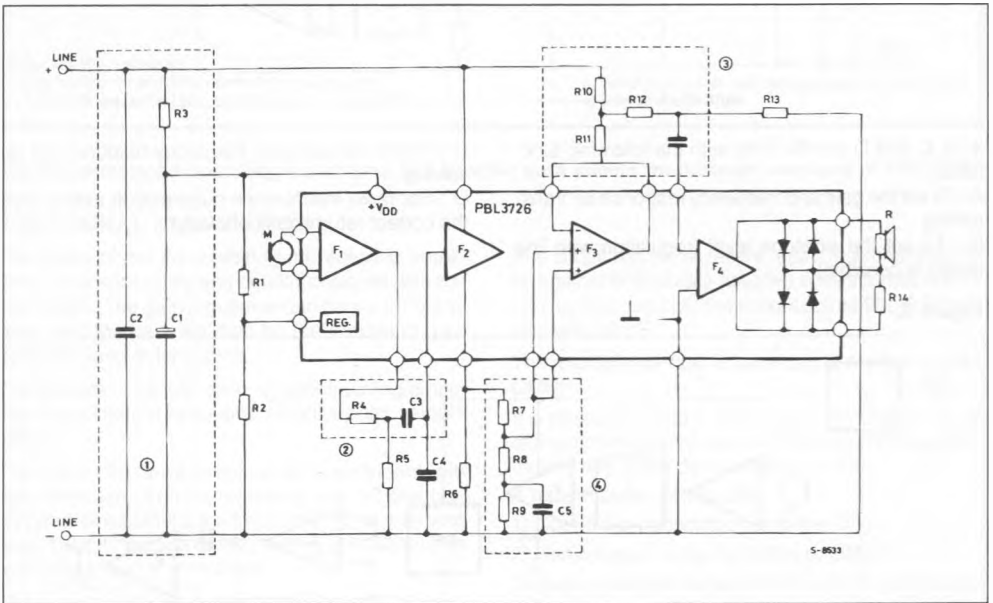 LINE
+
③
R10
R12
R13
R3
R11
+V_DD
PBL3726
F₁
F₂
-
F₃
+
F₄
R
R1
R14
REG.
C2
C1
R4
C3
R7
②
R2
R5
C4
R8
①
R6
④
R9
C5
LINE
-
S-8533